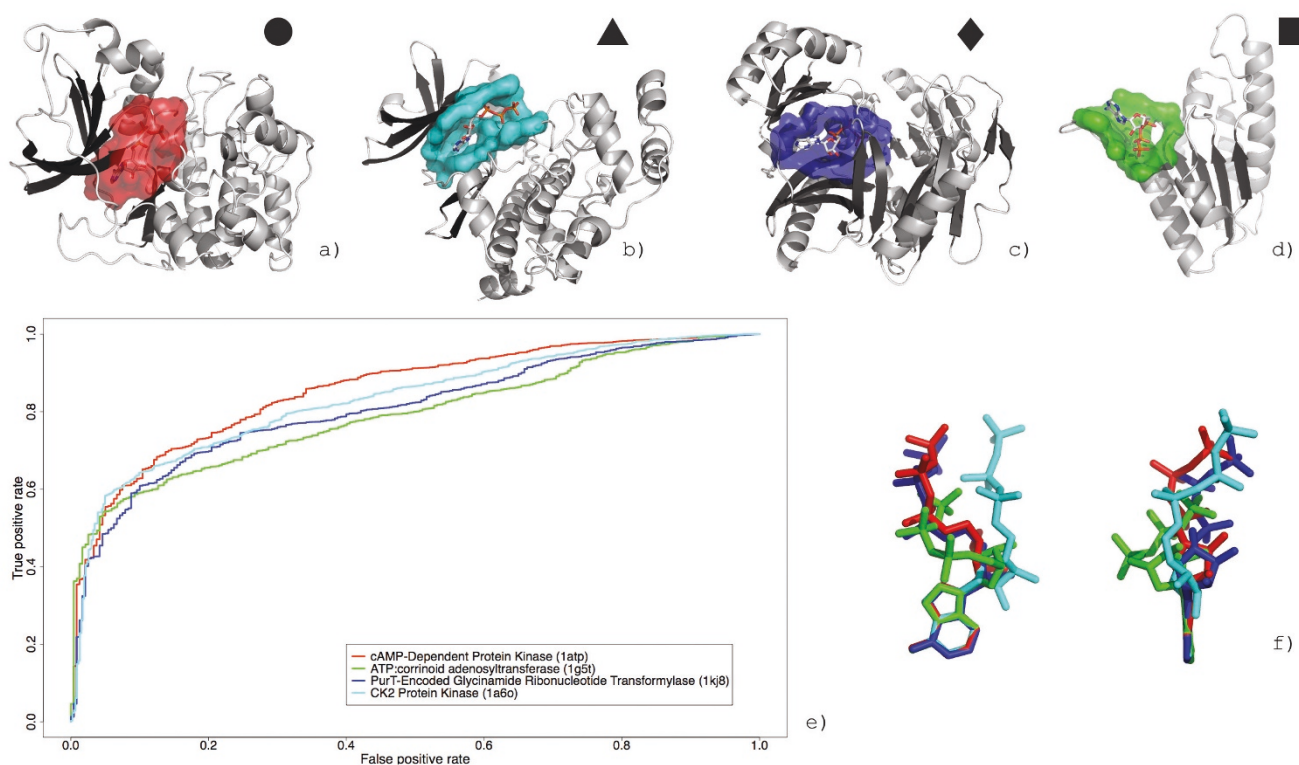 a)
b)
c)
d)
True positive rate
1.0
0.8
0.6
0.4
0.2
0.0
cAMP-Dependent Protein Kinase (1atp)
ATP:corrinoid adenosyltransferase (1g5t)
PurT-Encoded Glycinamide Ribonucleotide Transformylase (1kj8)
CK2 Protein Kinase (1a6o)
0.0 0.2 0.4 0.6 0.8 1.0
False positive rate
e)
f)